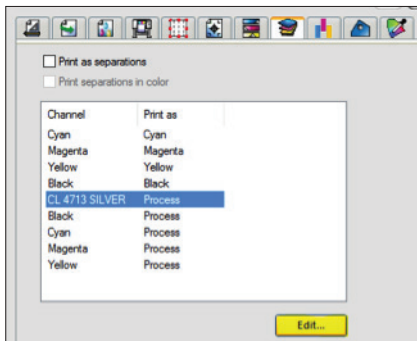 Print as separations
Print separations in color
Channel Print as
Cyan Cyan
Magenta Magenta
Yellow Yellow
Black Black
CL 4713 SILVER Process
Black Process
Cyan Process
Magenta Process
Yellow Process
Edit...